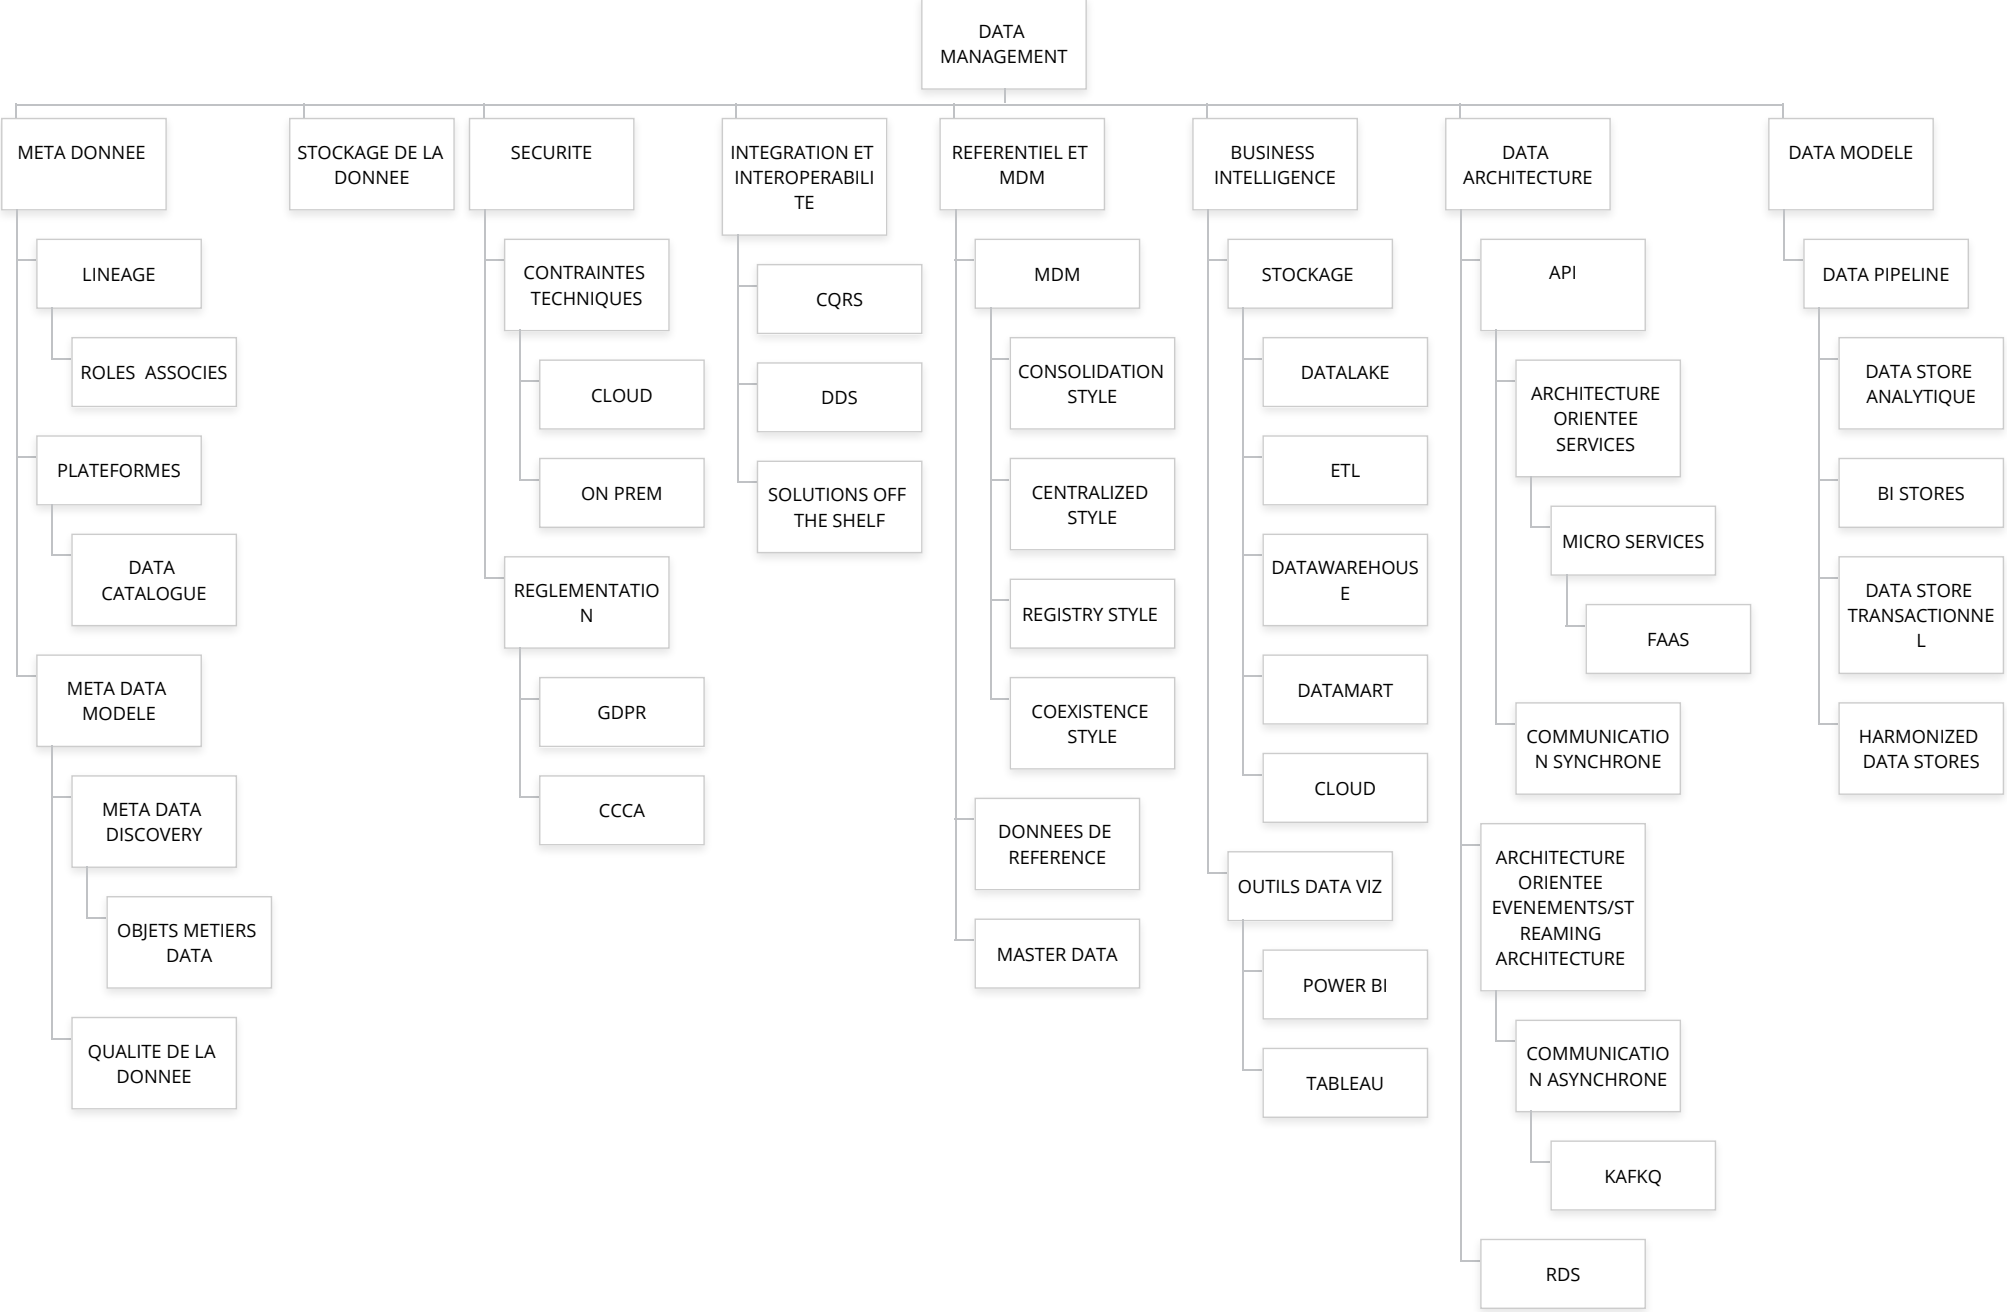 DATA
MANAGEMENT
META DONNEE
LINEAGE
ROLES ASSOCIES
PLATEFORMES
DATA
CATALOGUE
META DATA
MODELE
META DATA
DISCOVERY
OBJETS METIERS
DATA
QUALITE DE LA
DONNEE
STOCKAGE DE LA
DONNEE
SECURITE
CONTRAINTES
TECHNIQUES
CLOUD
ON PREM
REGLEMENTATIO
N
GDPR
CCCA
INTEGRATION ET
INTEROPERABILI
TE
CQRS
DDS
SOLUTIONS OFF
THE SHELF
REFERENTIEL ET
MDM
MDM
CONSOLIDATION
STYLE
CENTRALIZED
STYLE
REGISTRY STYLE
COEXISTENCE
STYLE
DONNEES DE
REFERENCE
MASTER DATA
BUSINESS
INTELLIGENCE
STOCKAGE
DATALAKE
ETL
DATAWAREHOUS
E
DATAMART
CLOUD
OUTILS DATA VIZ
POWER BI
TABLEAU
DATA
ARCHITECTURE
API
ARCHITECTURE
ORIENTEE
SERVICES
MICRO SERVICES
FAAS
COMMUNICATIO
N SYNCHRONE
ARCHITECTURE
ORIENTEE
EVENEMENTS/ST
REAMING
ARCHITECTURE
COMMUNICATIO
N ASYNCHRONE
KAFKQ
RDS
DATA MODELE
DATA PIPELINE
DATA STORE
ANALYTIQUE
BI STORES
DATA STORE
TRANSACTIONNE
L
HARMONIZED
DATA STORES